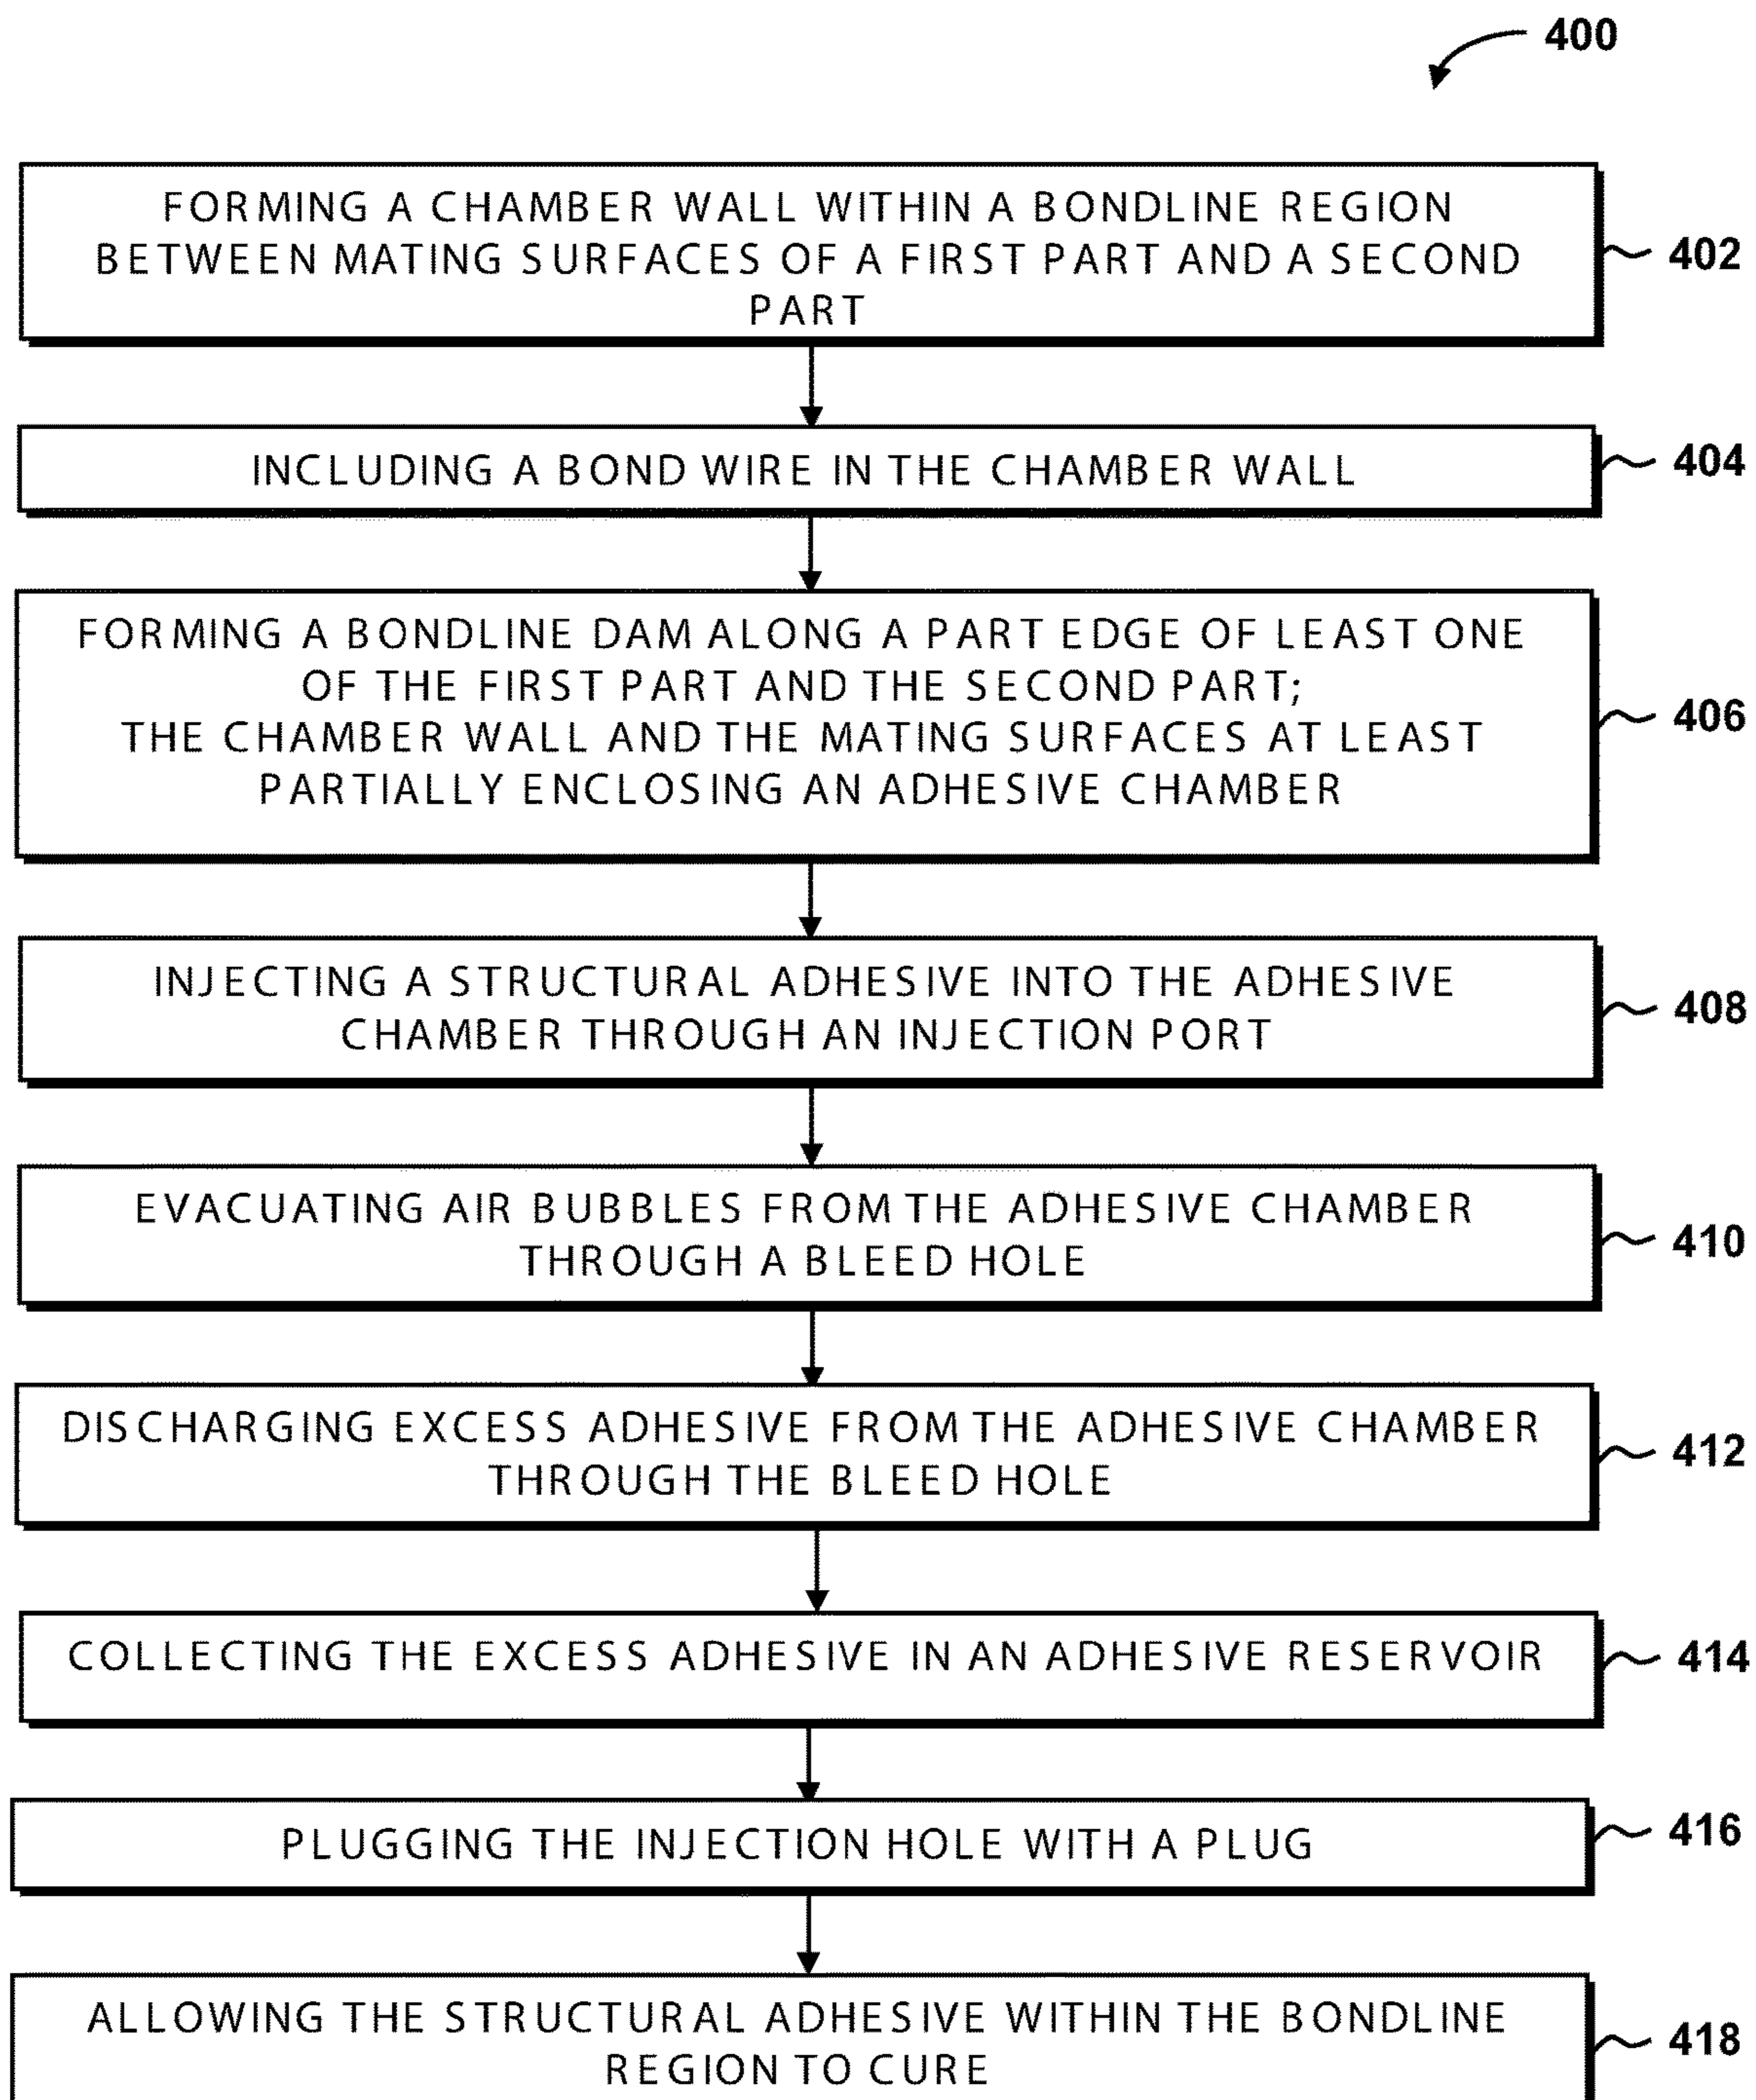 400
FORMING A CHAMBER WALL WITHIN A BONDLINE REGION
BETWEEN MATING SURFACES OF A FIRST PART AND A SECOND
PART
402
INCLUDING A BOND WIRE IN THE CHAMBER WALL
404
FORMING A BONDLINE DAM ALONG A PART EDGE OF LEAST ONE
OF THE FIRST PART AND THE SECOND PART;
THE CHAMBER WALL AND THE MATING SURFACES AT LEAST
PARTIALLY ENCLOSING AN ADHESIVE CHAMBER
406
INJECTING A STRUCTURAL ADHESIVE INTO THE ADHESIVE
CHAMBER THROUGH AN INJECTION PORT
408
EVACUATING AIR BUBBLES FROM THE ADHESIVE CHAMBER
THROUGH A BLEED HOLE
410
DISCHARGING EXCESS ADHESIVE FROM THE ADHESIVE CHAMBER
THROUGH THE BLEED HOLE
412
COLLECTING THE EXCESS ADHESIVE IN AN ADHESIVE RESERVOIR
414
PLUGGING THE INJECTION HOLE WITH A PLUG
416
ALLOWING THE STRUCTURAL ADHESIVE WITHIN THE BONDLINE
REGION TO CURE
418